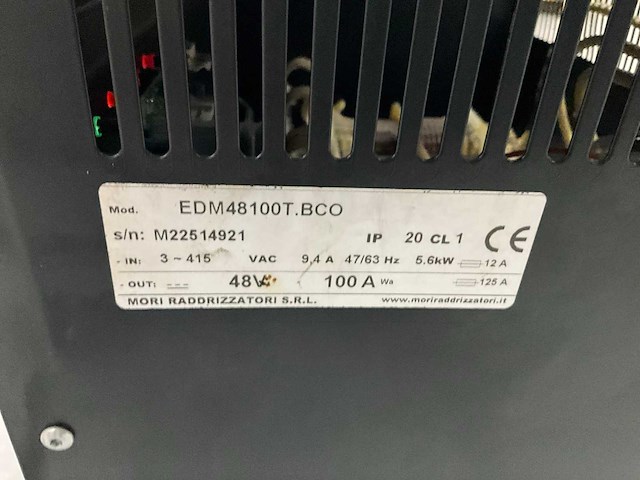 Mod. EDM48100T.BCO
s/n: M22514921 IP 20 CL 1 CE
- IN: 3 ~ 415 VAC 9,4 A 47/63 Hz 5.6kW 12 A
- OUT: 48V 100 A Wa 125 A
MORI RADDRIZZATORI S.R.L. www.moriraddrizzatori.it